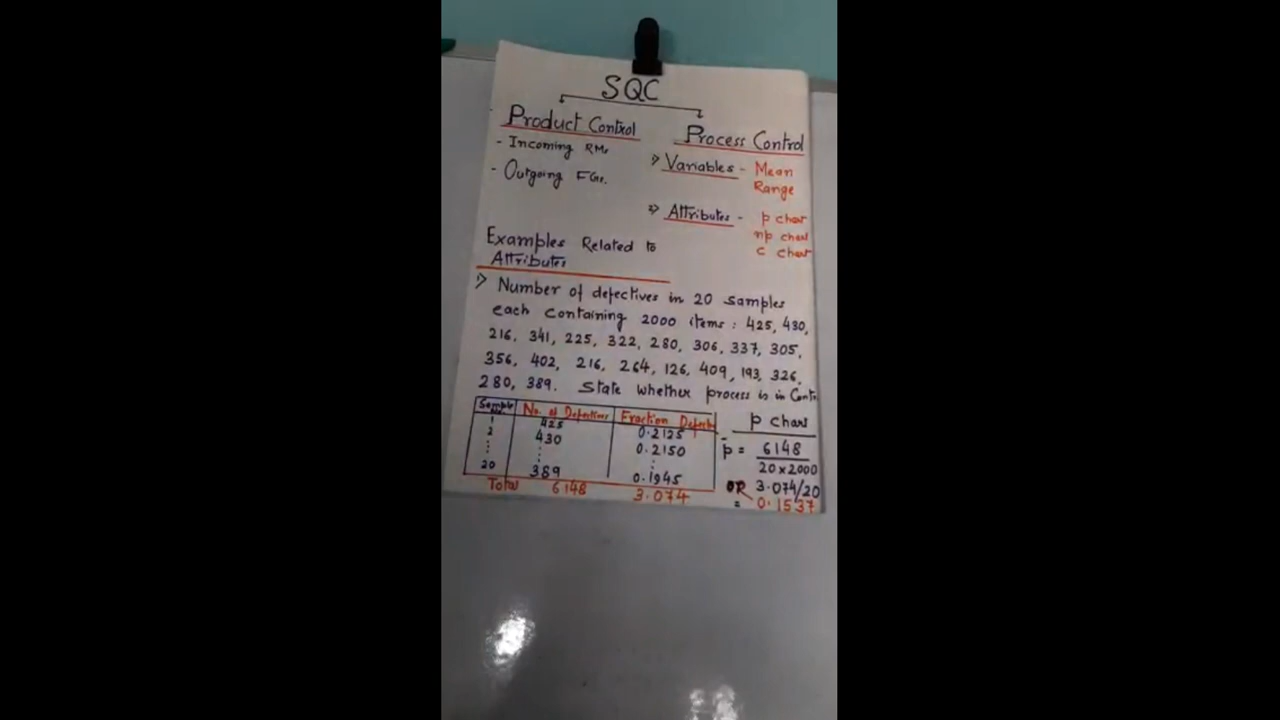 SQC
Product Control
- Incoming RMs
- Outgoing FGs.
Process Control
1> Variables - Mean
Range
2> Attributes - p chart
np chart
c chart
Examples Related to
Attributes
1> Number of defectives in 20 samples
each containing 2000 items : 425, 430,
216, 341, 225, 322, 280, 306, 337, 305,
356, 402, 216, 264, 126, 409, 193, 326,
280, 389. State whether process is in
Sample No. of Defectives Fraction
1 425 0.2125
2 430 0.2150
20 389 0.1945
Total 6148 3.074
p chart
p̄ = 6148
20 x 2000
OR 3.074/20
= 0.1537